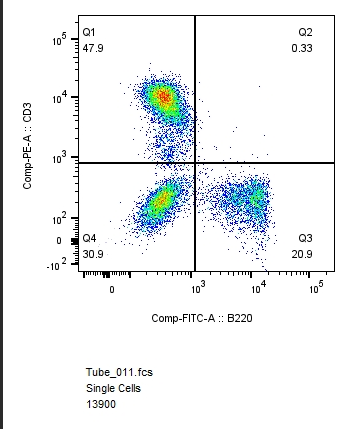 Q1
47.9
Q2
0.33
10^5
10^4
10^3
10^2
0
-10^2
Comp-PE-A :: CD3
Q4
30.9
Q3
20.9
0
10^3
10^4
10^5
Comp-FITC-A :: B220
Tube_011.fcs
Single Cells
13900